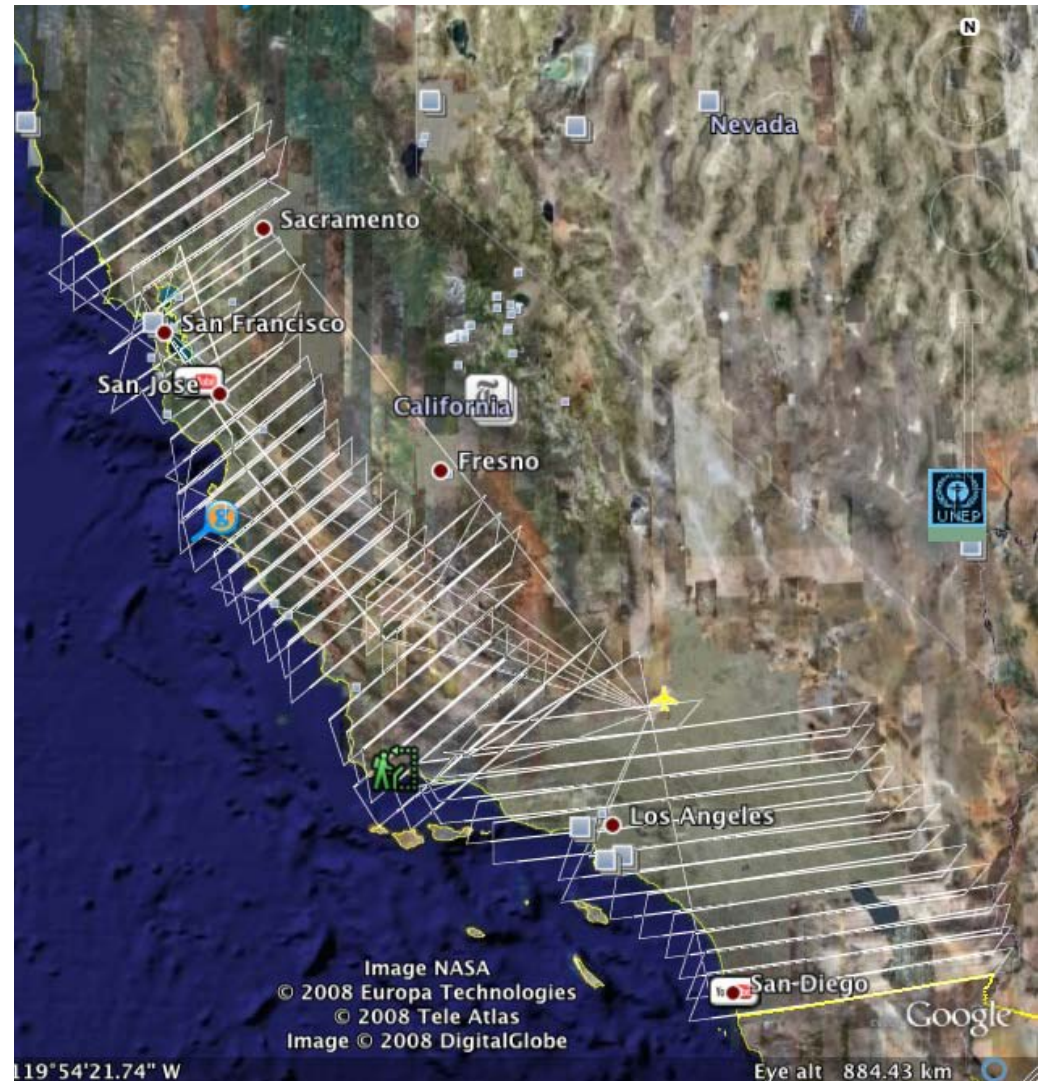 N
Nevada
Sacramento
San Francisco
San Jose
California
Fresno
UNEP
g
Los Angeles
San Diego
Image NASA
© 2008 Europa Technologies
© 2008 Tele Atlas
Image © 2008 DigitalGlobe
Google
119°54'21.74" W
Eye alt 884.43 km